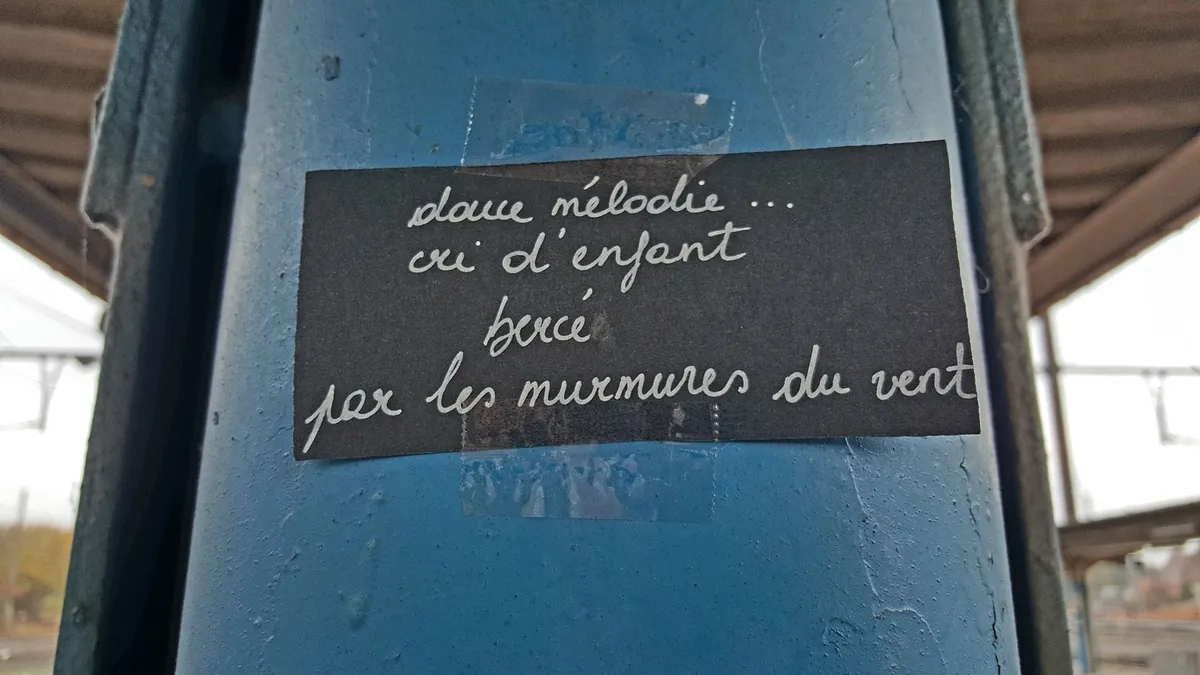 douce mélodie...
cri d'enfant
bercé
par les murmures du vent